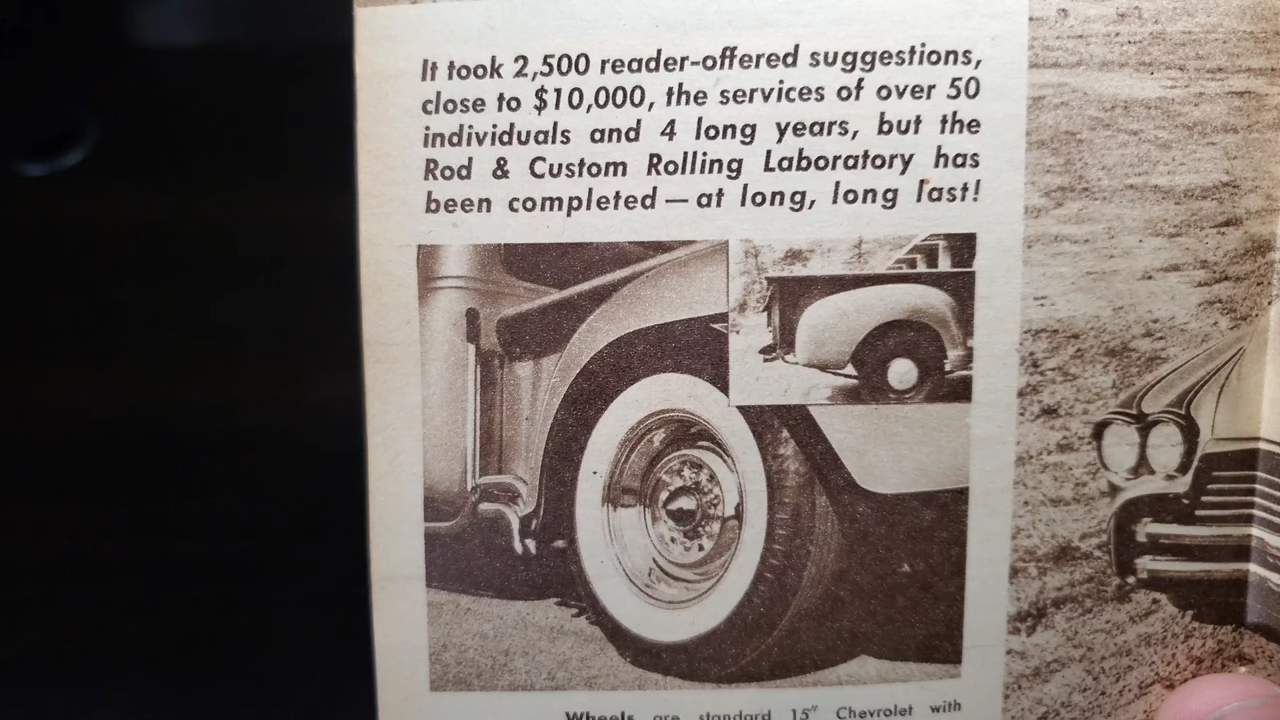 It took 2,500 reader-offered suggestions,
close to $10,000, the services of over 50
individuals and 4 long years, but the
Rod & Custom Rolling Laboratory has
been completed — at long, long last!
Wheels are standard 15″ Chevrolet with